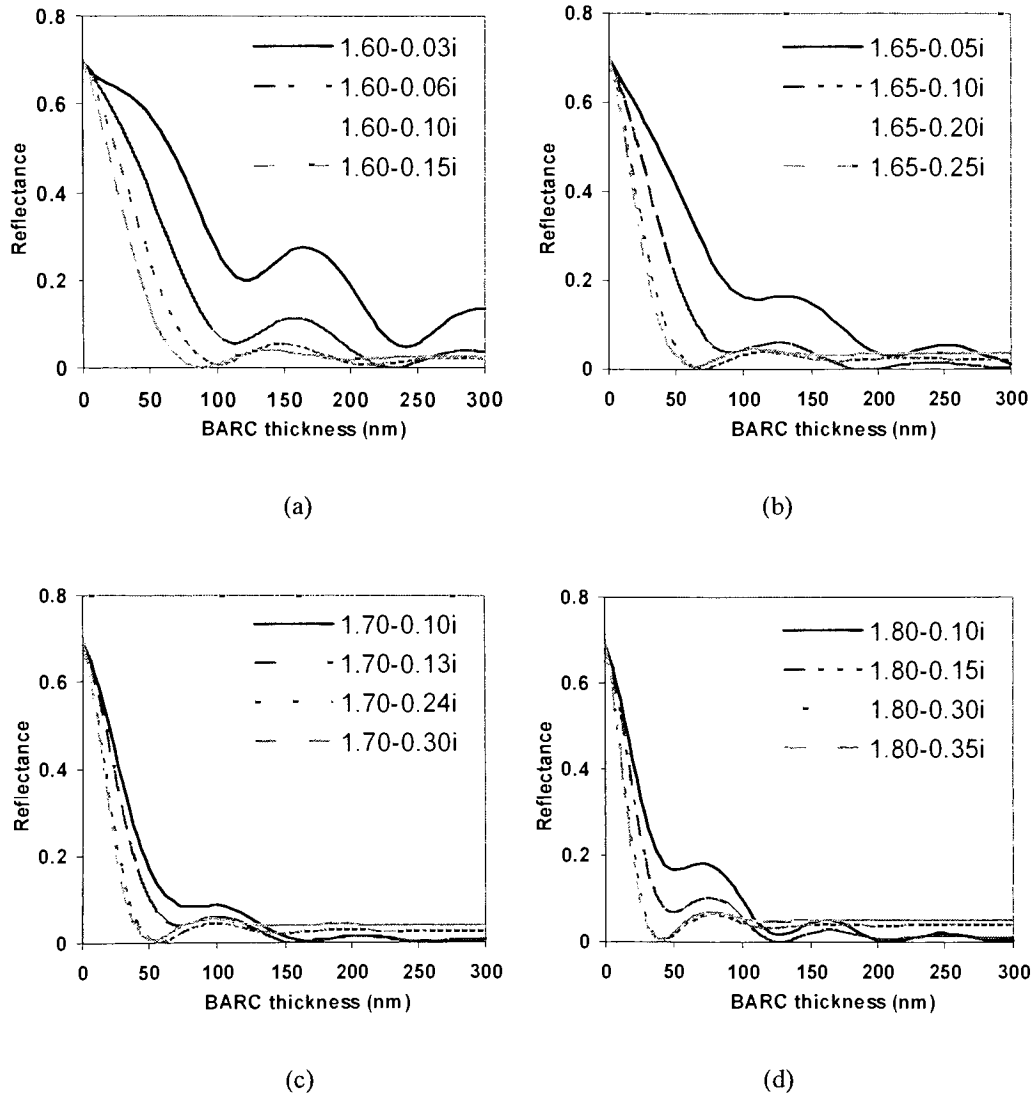 0.8
0.6
0.4
0.2
0
Reflectance
1.60-0.03i
1.60-0.06i
1.60-0.10i
1.60-0.15i
0 50 100 150 200 250 300
BARC thickness (nm)
(a)
0.8
0.6
0.4
0.2
0
Reflectance
1.65-0.05i
1.65-0.10i
1.65-0.20i
1.65-0.25i
0 50 100 150 200 250 300
BARC thickness (nm)
(b)
0.8
0.6
0.4
0.2
0
Reflectance
1.70-0.10i
1.70-0.13i
1.70-0.24i
1.70-0.30i
0 50 100 150 200 250 300
BARC thickness (nm)
(c)
0.8
0.6
0.4
0.2
0
Reflectance
1.80-0.10i
1.80-0.15i
1.80-0.30i
1.80-0.35i
0 50 100 150 200 250 300
BARC thickness (nm)
(d)